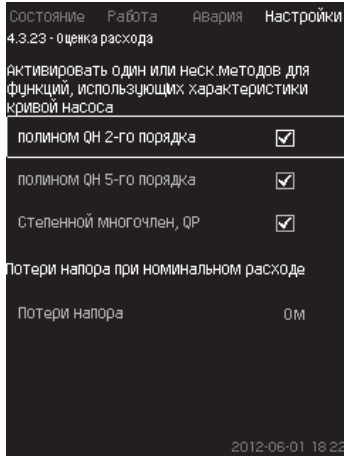 Состояние Работа Авария Настройки
4.3.23 - Оценка расхода
Активировать один или неск.методов для
функций, использующих характеристики
кривой насоса
полином QH 2-го порядка
полином QH 5-го порядка
Степенной многочлен, QP
Потери напора при номинальном расходе
Потери напора 0м
2012-06-01 18:22